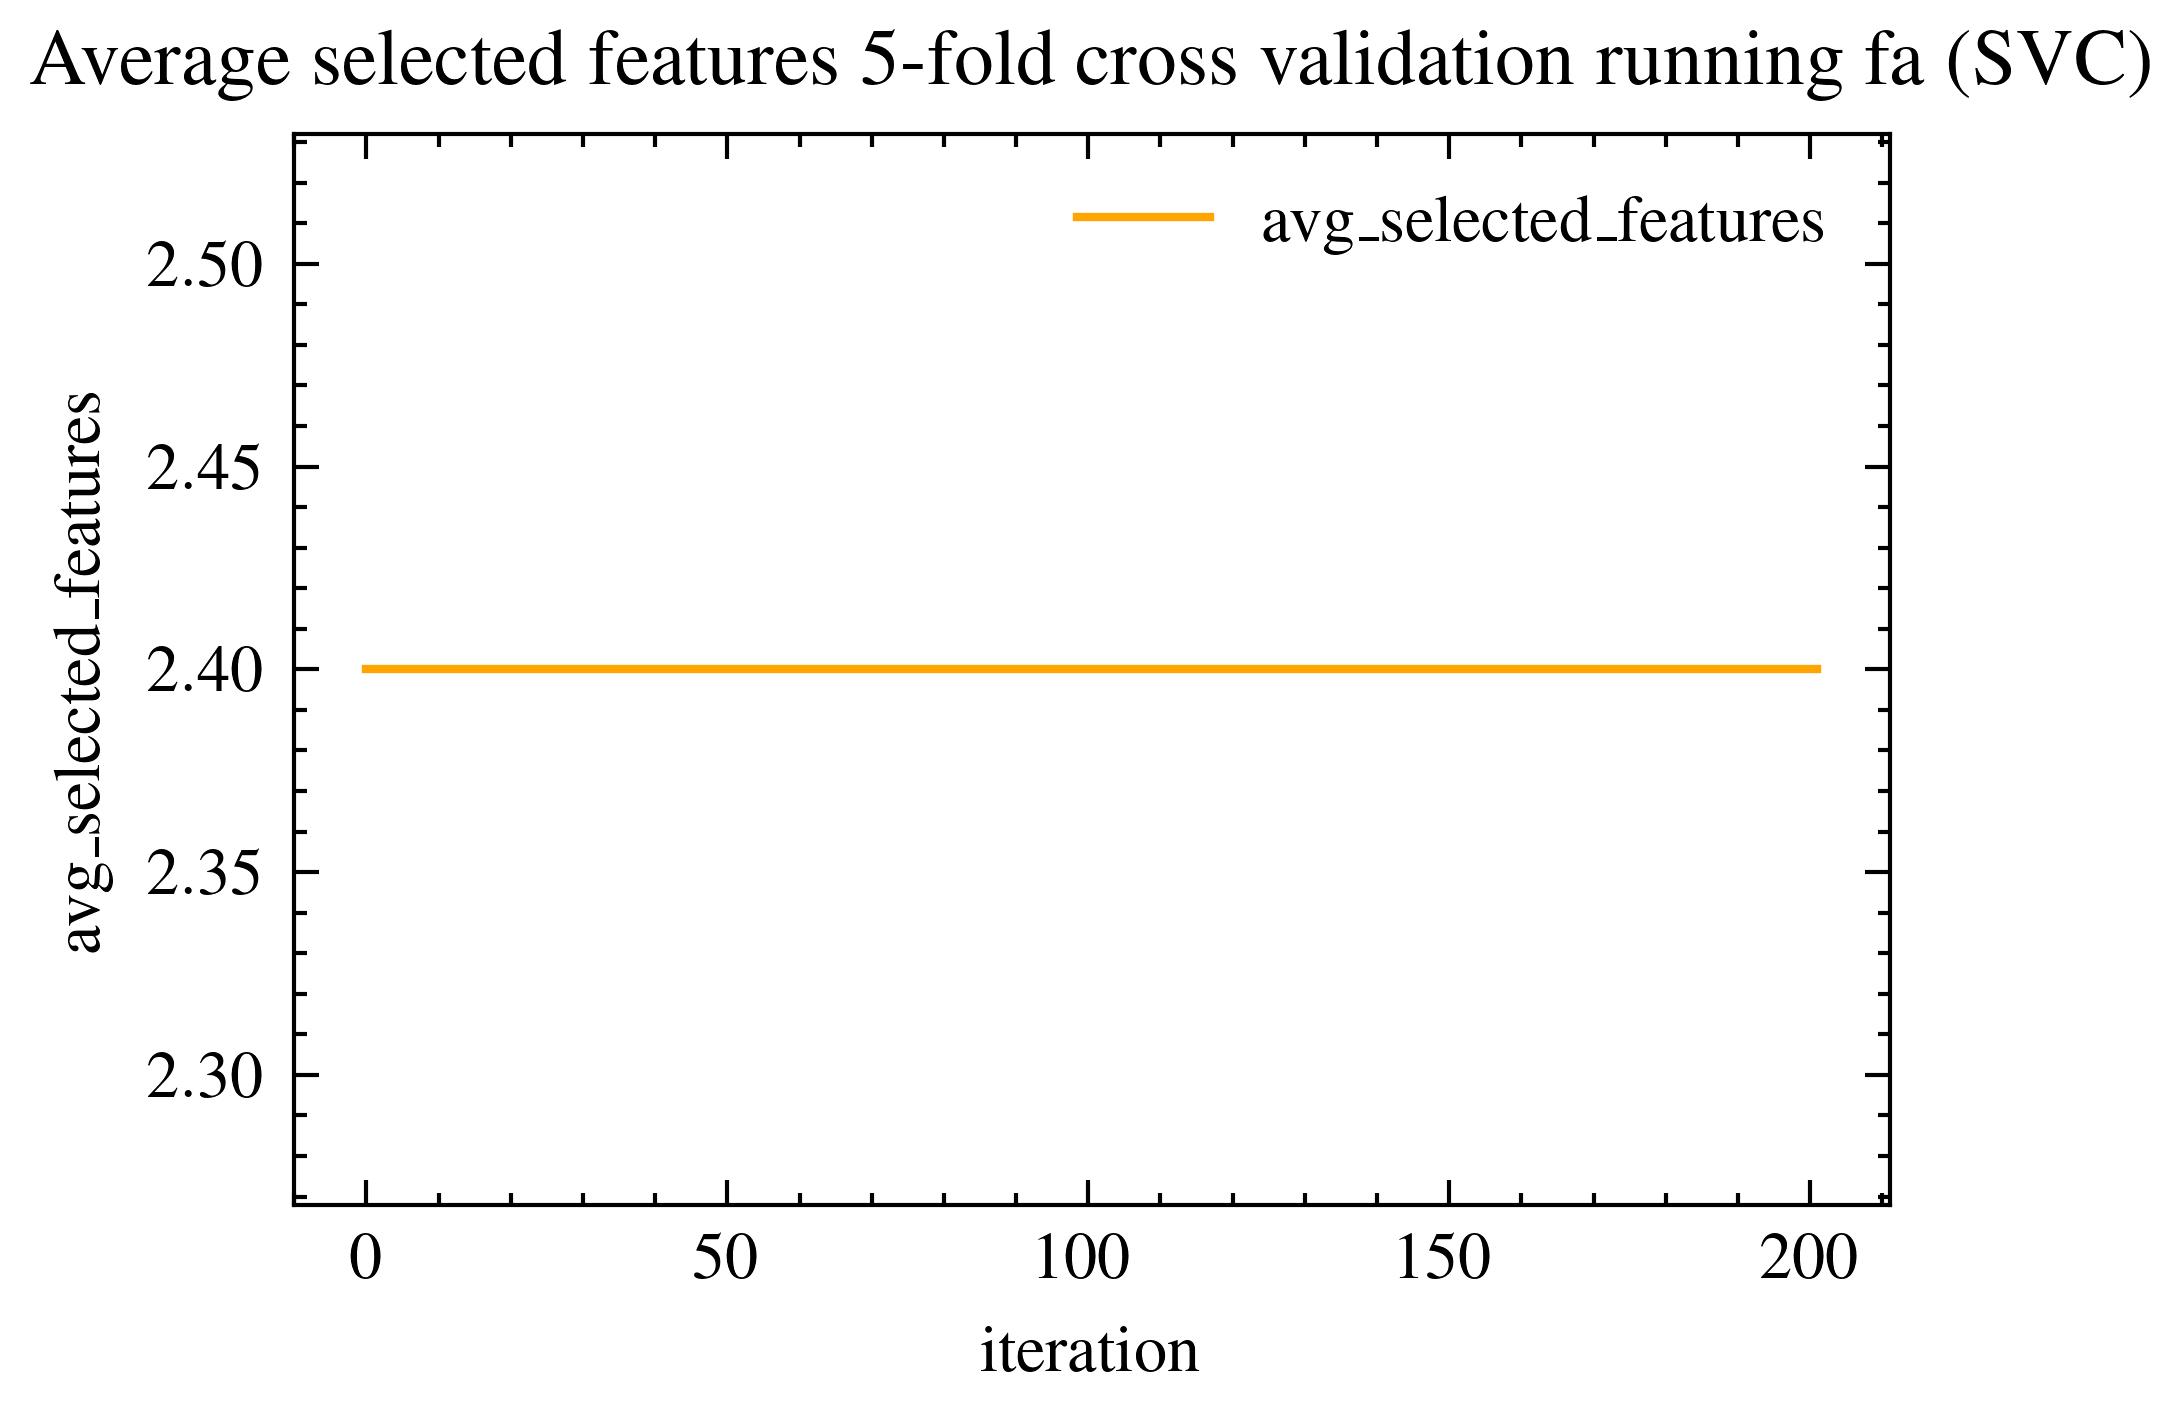 Average selected features 5-fold cross validation running fa (SVC)
avg_selected_features
2.50
2.45
2.40
2.35
2.30
avg_selected_features
0 50 100 150 200
iteration